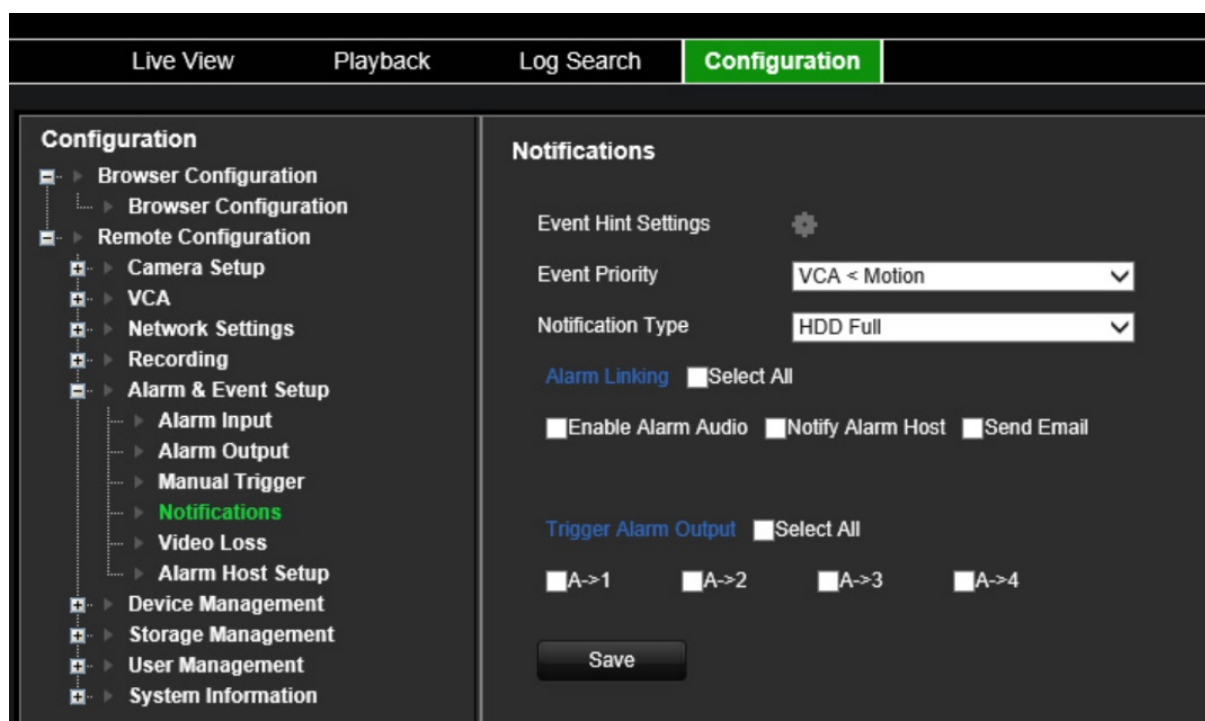 Live View Playback Log Search Configuration
Configuration
Browser Configuration
Browser Configuration
Remote Configuration
Camera Setup
VCA
Network Settings
Recording
Alarm & Event Setup
Alarm Input
Alarm Output
Manual Trigger
Notifications
Video Loss
Alarm Host Setup
Device Management
Storage Management
User Management
System Information
Notifications
Event Hint Settings
Event Priority VCA < Motion
Notification Type HDD Full
Alarm Linking Select All
Enable Alarm Audio Notify Alarm Host Send Email
Trigger Alarm Output Select All
A->1 A->2 A->3 A->4
Save